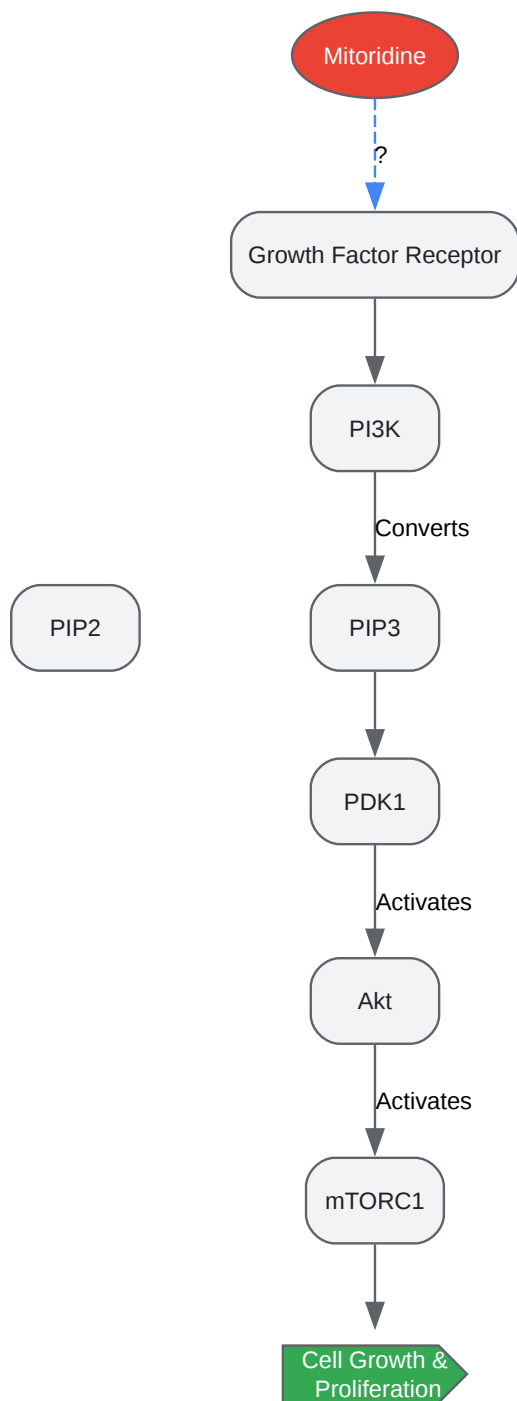 Mitoridine
?
Growth Factor Receptor
PI3K
Converts
PIP2
PIP3
PDK1
Activates
Akt
Activates
mTORC1
Cell Growth &
Proliferation